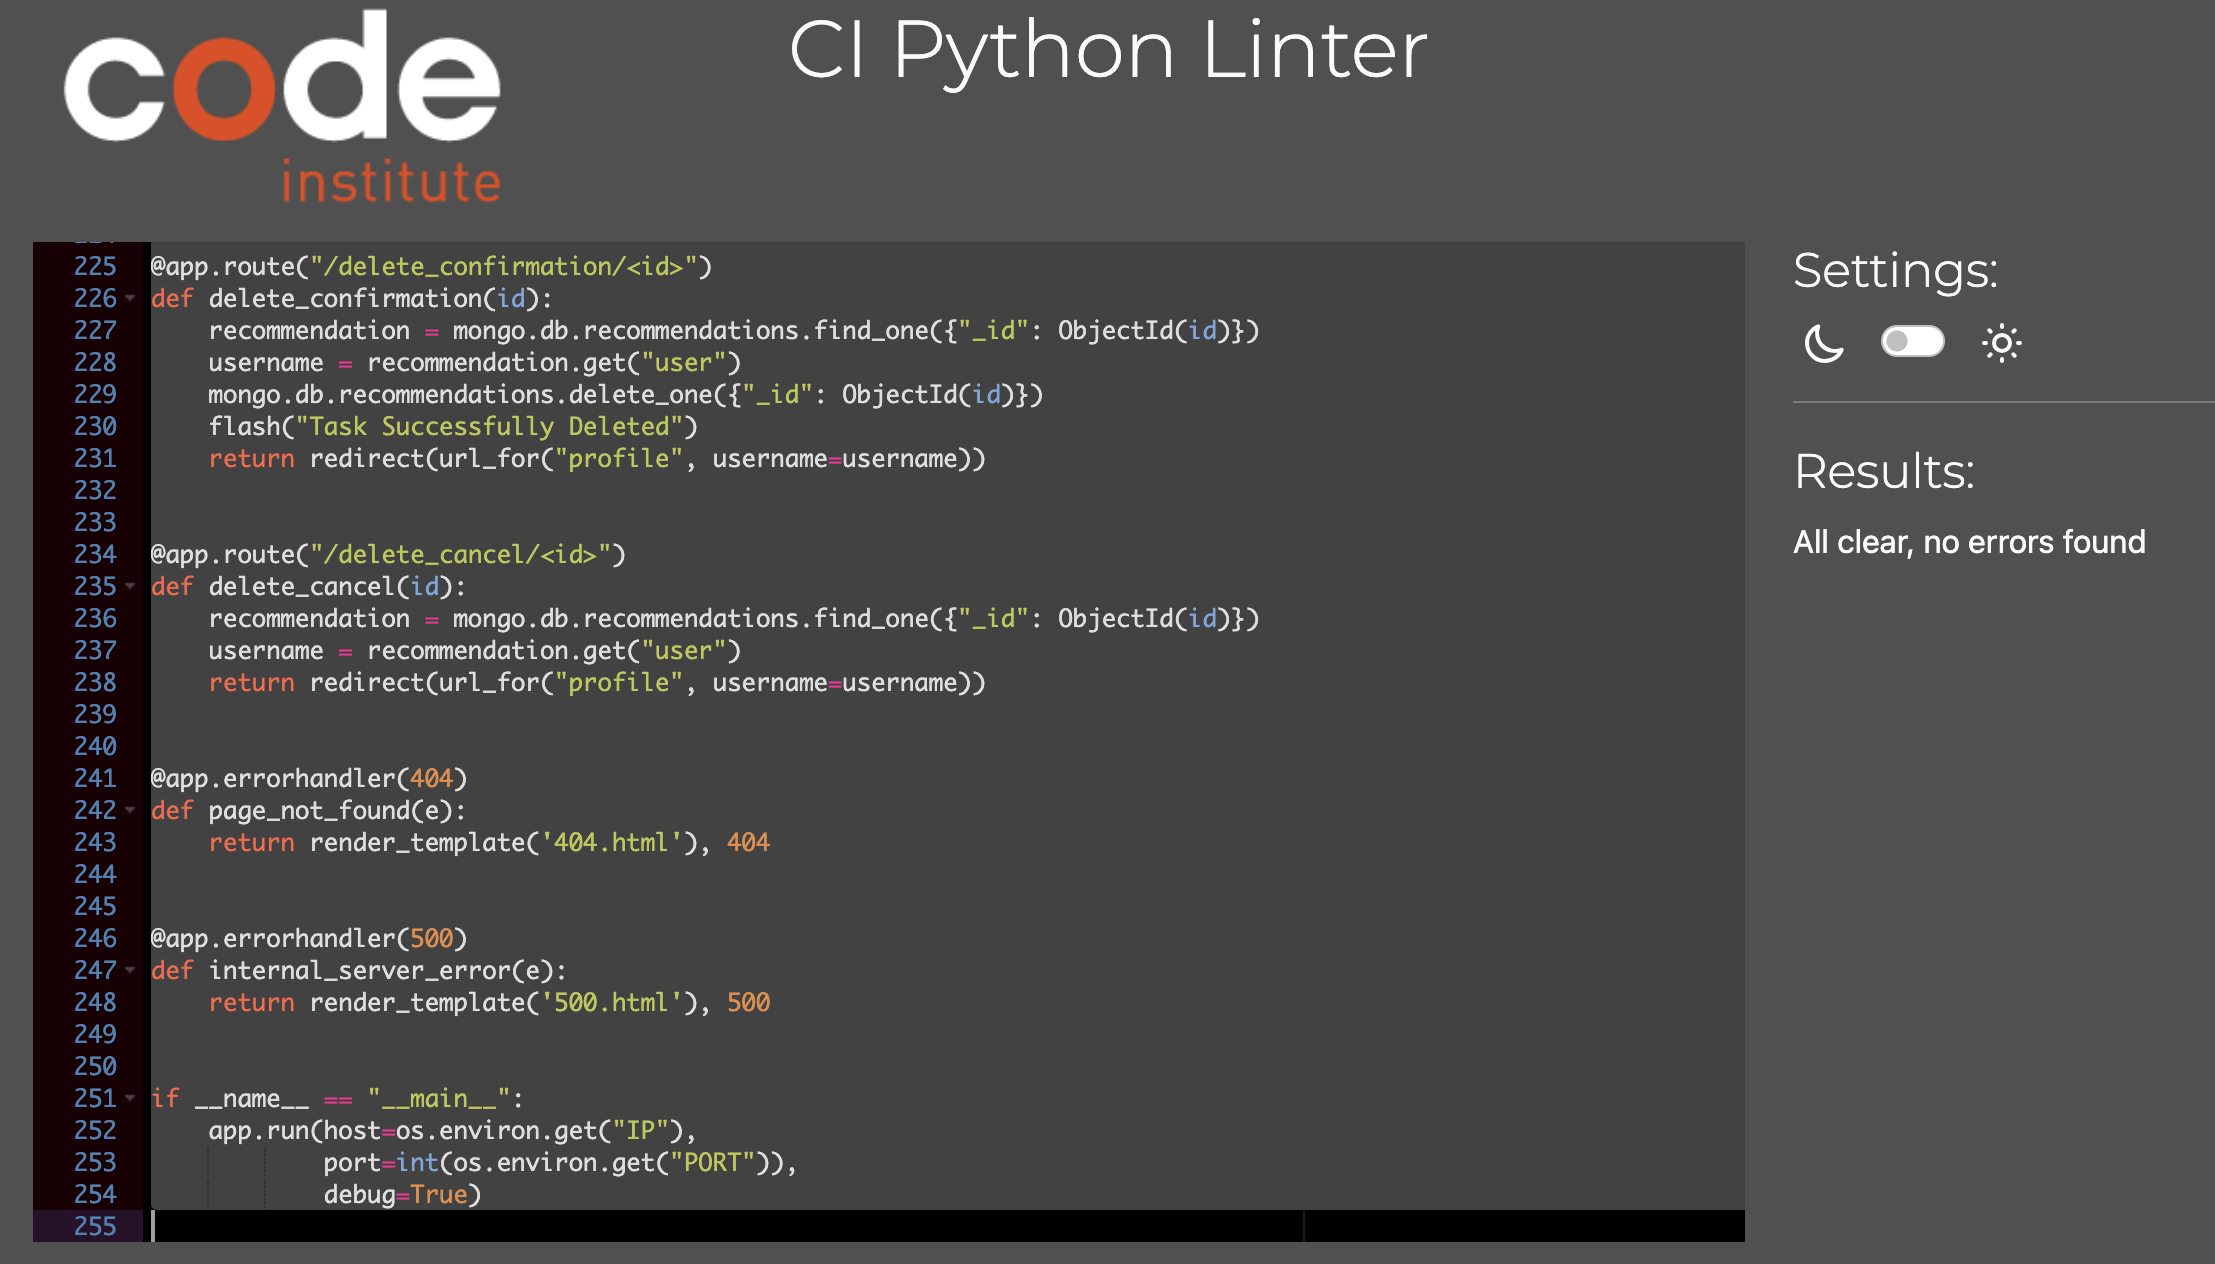 code
institute
CI Python Linter
225 @app.route("/delete_confirmation/<id>")
226 def delete_confirmation(id):
227     recommendation = mongo.db.recommendations.find_one({"_id": ObjectId(id)})
228     username = recommendation.get("user")
229     mongo.db.recommendations.delete_one({"_id": ObjectId(id)})
230     flash("Task Successfully Deleted")
231     return redirect(url_for("profile", username=username))
232
233
234 @app.route("/delete_cancel/<id>")
235 def delete_cancel(id):
236     recommendation = mongo.db.recommendations.find_one({"_id": ObjectId(id)})
237     username = recommendation.get("user")
238     return redirect(url_for("profile", username=username))
239
240
241 @app.errorhandler(404)
242 def page_not_found(e):
243     return render_template('404.html'), 404
244
245
246 @app.errorhandler(500)
247 def internal_server_error(e):
248     return render_template('500.html'), 500
249
250
251 if __name__ == "__main__":
252     app.run(host=os.environ.get("IP"),
253             port=int(os.environ.get("PORT")),
254             debug=True)
255
Settings:
Results:
All clear, no errors found